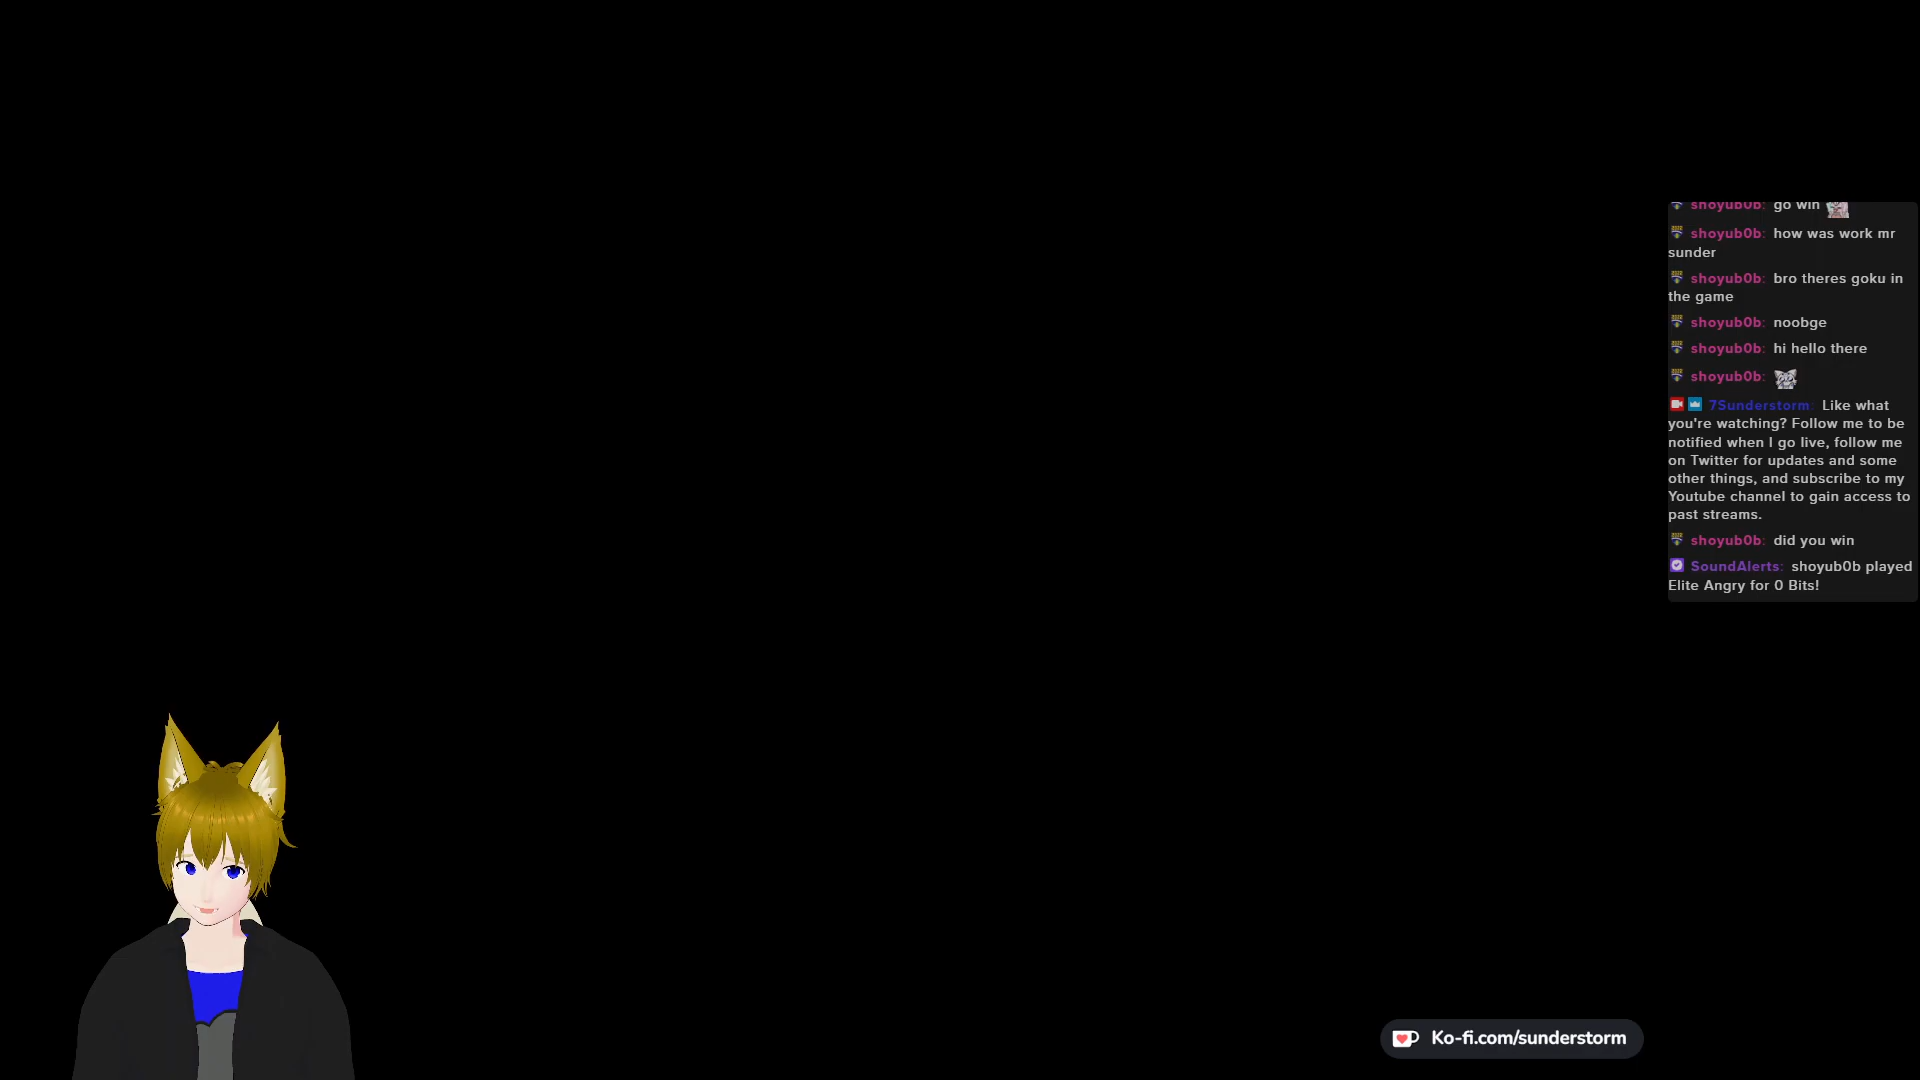 shoyub0b: go win
shoyub0b: how was work mr
sunder
shoyub0b: bro theres goku in
the game
shoyub0b: noobge
shoyub0b: hi hello there
shoyub0b:
7Sunderstorm: Like what
you're watching? Follow me to be
notified when I go live, follow me
on Twitter for updates and some
other things, and subscribe to my
Youtube channel to gain access to
past streams.
shoyub0b: did you win
SoundAlerts: shoyub0b played
Elite Angry for 0 Bits!
Ko-fi.com/sunderstorm